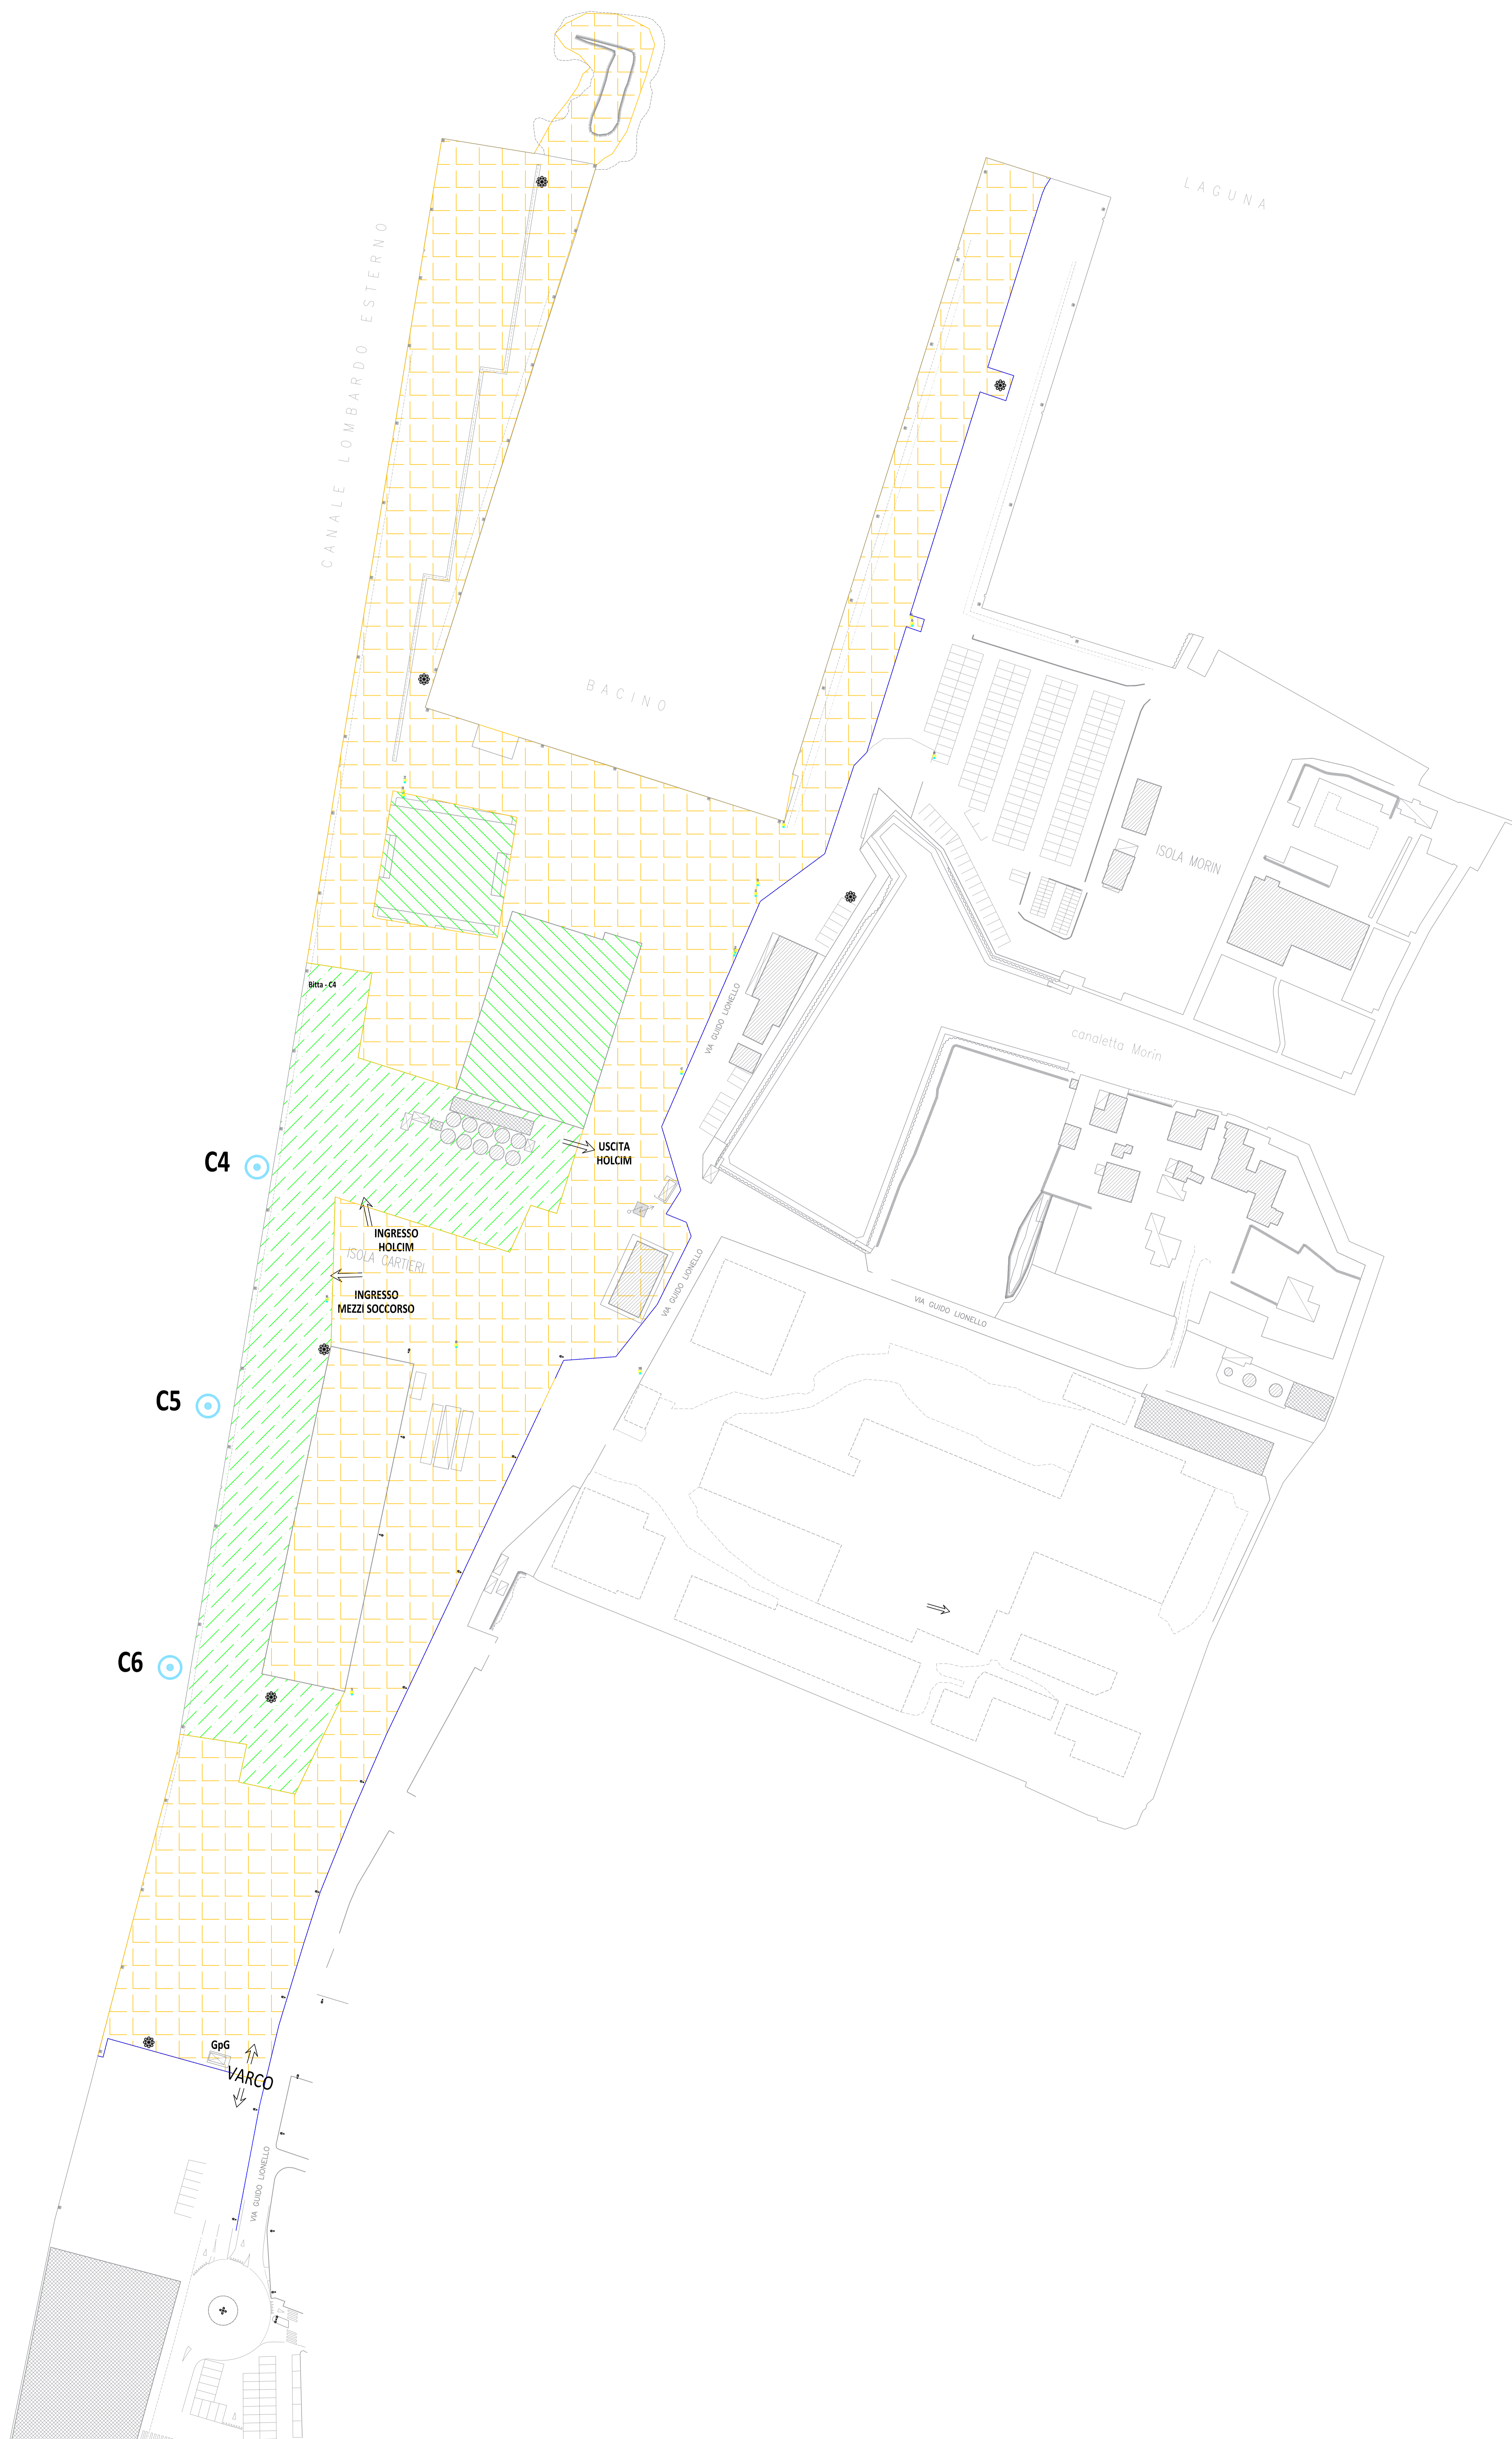 LAGUNA
CANALE LOMBARDO ESTERNO
BACINO
ISOLA MORIN
Bitta - C4
VIA GUIDO LIONELLO
canaletta Morin
C4
USCITA
HOLCIM
INGRESSO
HOLCIM
ISOLA CARTIERI
INGRESSO
MEZZI SOCCORSO
VIA GUIDO LIONELLO
VIA GUIDO LIONELLO
C5
C6
GpG
VARCO
VIA GUIDO LIONELLO